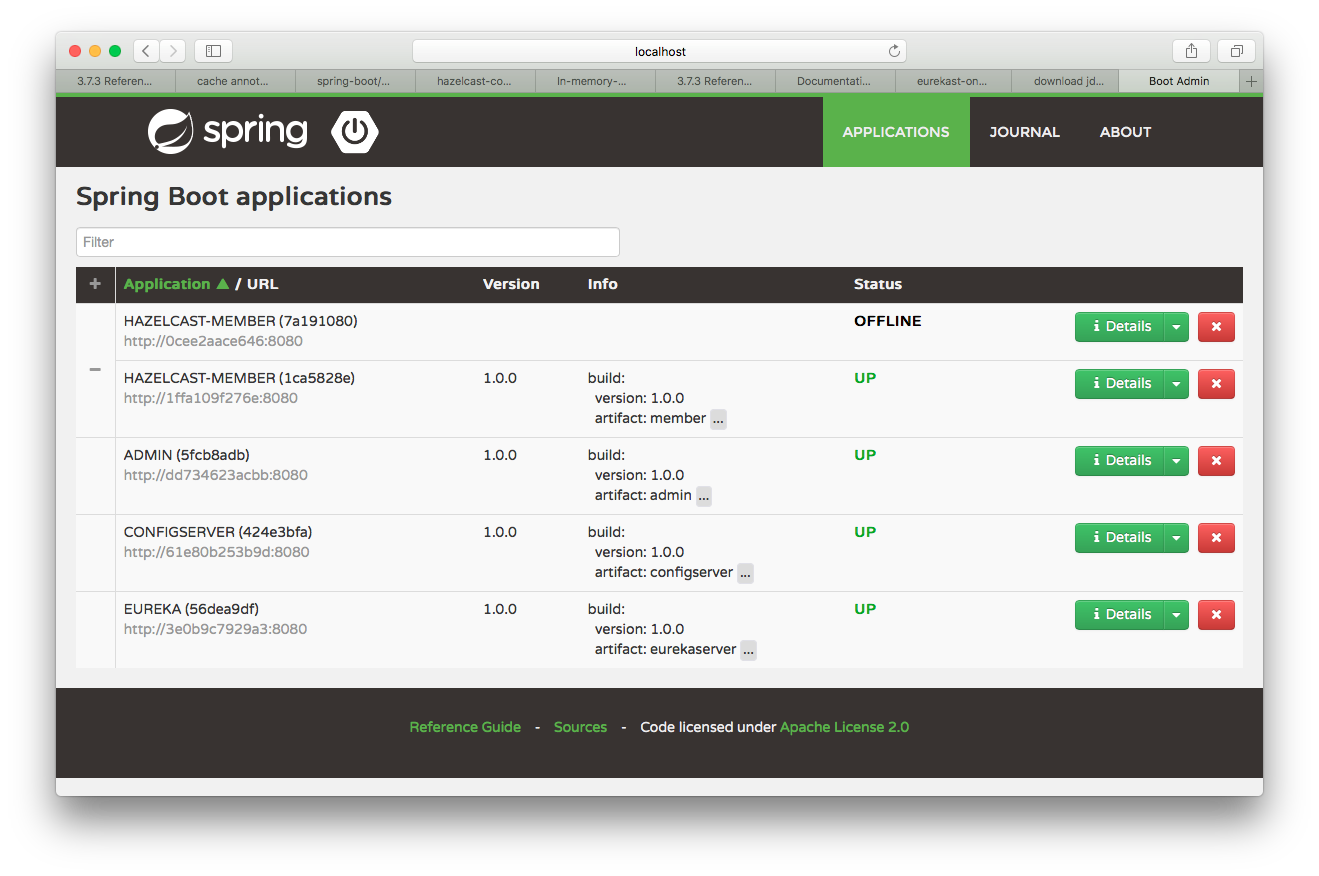 localhost
3.7.3 Referen... cache annot... spring-boot/... hazelcast-co... In-memory-... 3.7.3 Referen... Documentati... eurekast-on... download jd... Boot Admin
spring APPLICATIONS JOURNAL ABOUT
Spring Boot applications
Filter
Application / URL Version Info Status
HAZELCAST-MEMBER (7a191080) OFFLINE Details
http://0cee2aace646:8080
HAZELCAST-MEMBER (1ca5828e) 1.0.0 build: UP Details
http://1ffa109f276e:8080 version: 1.0.0
artifact: member ...
ADMIN (5fcb8adb) 1.0.0 build: UP Details
http://dd734623acbb:8080 version: 1.0.0
artifact: admin ...
CONFIGSERVER (424e3bfa) 1.0.0 build: UP Details
http://61e80b253b9d:8080 version: 1.0.0
artifact: configserver ...
EUREKA (56dea9df) 1.0.0 build: UP Details
http://3e0b9c7929a3:8080 version: 1.0.0
artifact: eurekaserver ...
Reference Guide - Sources - Code licensed under Apache License 2.0